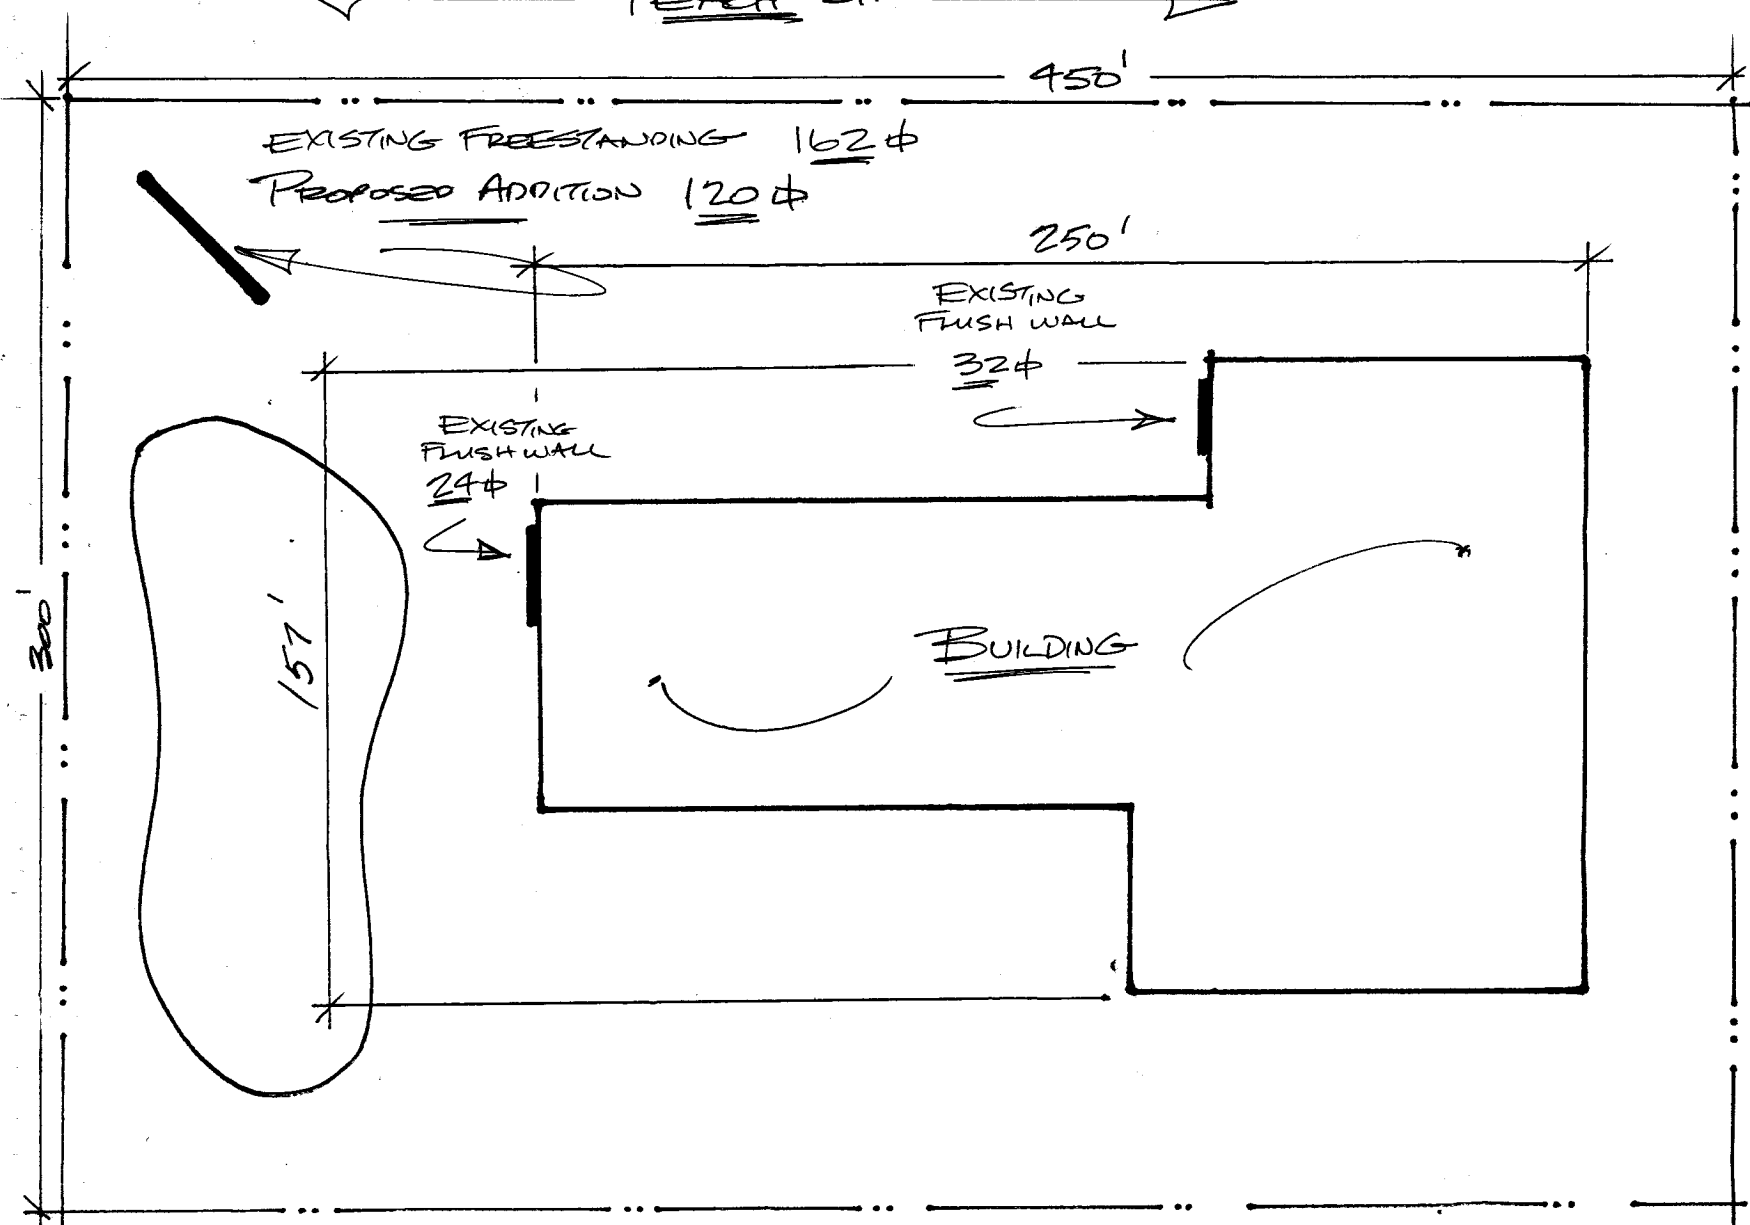 450'
EXISTING FREESTANDING 162 ⌽
PROPOSED ADDITION 120 ⌽
250'
EXISTING
FLUSH WALL
32 ⌽
EXISTING
FLUSH WALL
24 ⌽
300'
157'
BUILDING